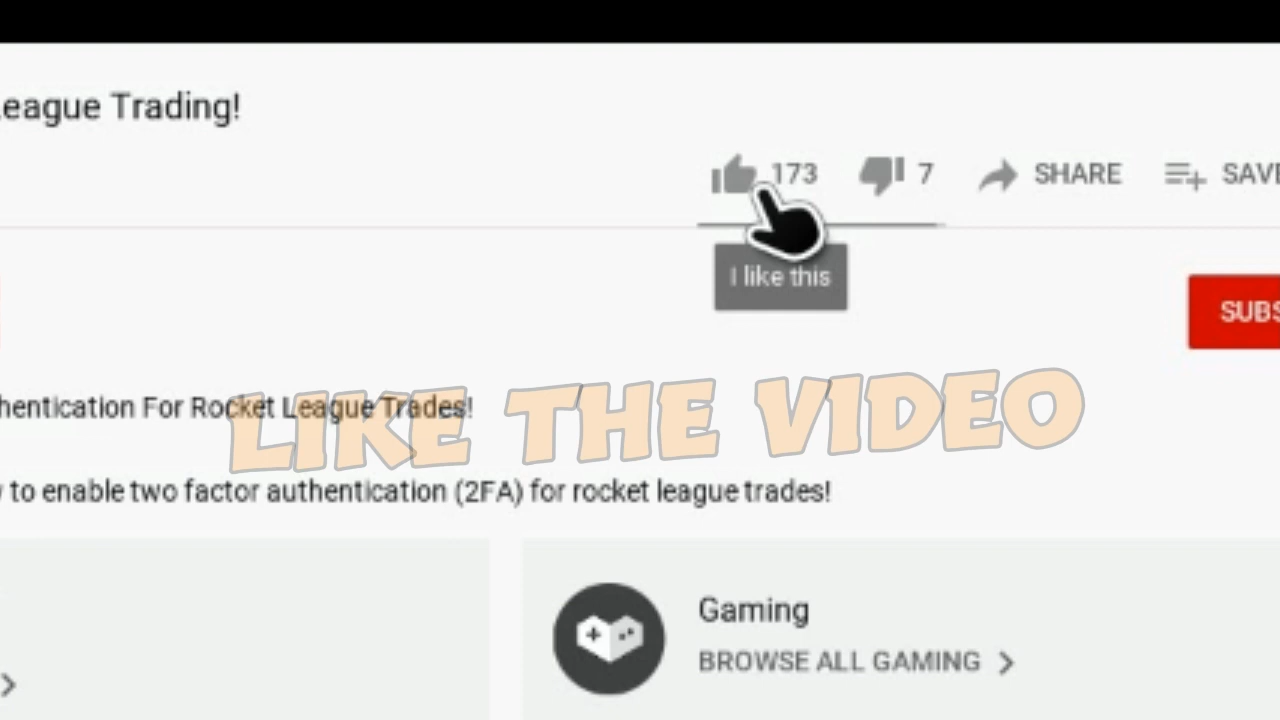 eague Trading!
173 7 SHARE SAVE
I like this
SUBS
hentication For Rocket League Trades!
LIKE THE VIDEO
to enable two factor authentication (2FA) for rocket league trades!
Gaming
BROWSE ALL GAMING